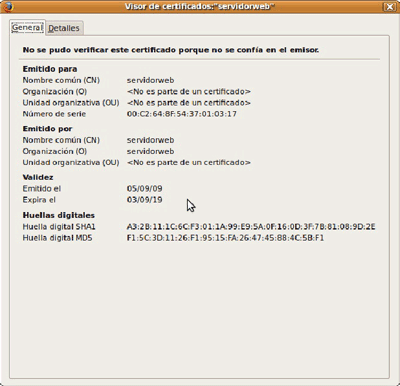 Visor de certificados:"servidorweb"
General Detalles
No se pudo verificar este certificado porque no se confía en el emisor.
Emitido para
Nombre común (CN) servidorweb
Organización (O) <No es parte de un certificado>
Unidad organizativa (OU) <No es parte de un certificado>
Número de serie 00:C2:64:8F:54:37:01:03:17
Emitido por
Nombre común (CN) servidorweb
Organización (O) servidorweb
Unidad organizativa (OU) <No es parte de un certificado>
Validez
Emitido el 05/09/09
Expira el 03/09/19
Huellas digitales
Huella digital SHA1 A3:2B:11:1C:6C:F3:01:1A:99:E9:5A:0F:16:0D:3F:7B:81:08:9D:2E
Huella digital MD5 F1:5C:3D:11:26:F1:95:15:FA:26:47:45:88:4C:5B:F1